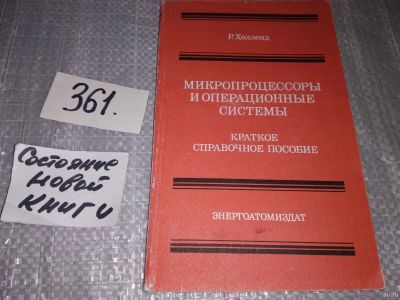 Р. Холленд
МИКРОПРОЦЕССОРЫ
И ОПЕРАЦИОННЫЕ
СИСТЕМЫ
КРАТКОЕ
СПРАВОЧНОЕ ПОСОБИЕ
ЭНЕРГОАТОМИЗДАТ
361.
Состояние
новой
книги